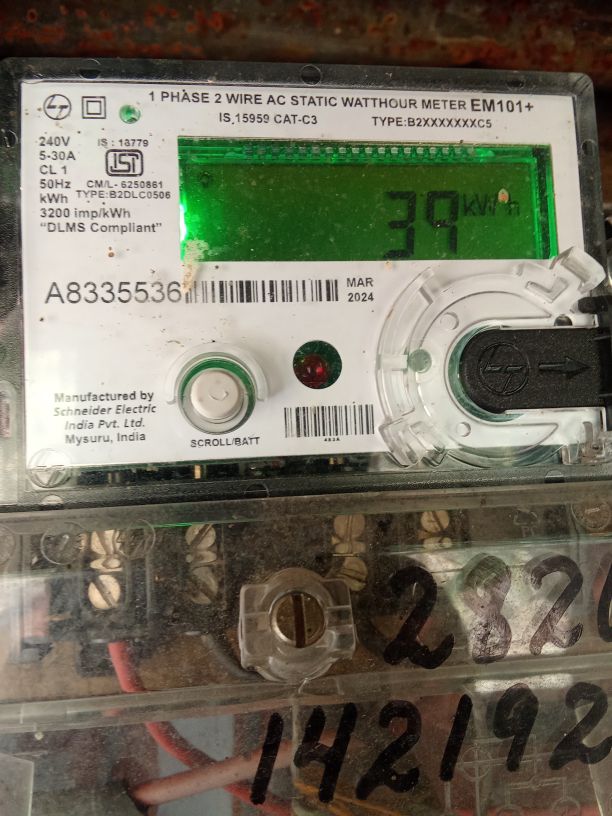 1 PHASE 2 WIRE AC STATIC WATTHOUR METER EM101+
IS 15959 CAT-C3 TYPE:B2XXXXXXXC5
240V
5-30A
CL 1
50Hz
kWh
3200 imp/kWh
"DLMS Compliant"
IS : 13779
ISI
CM/L- 6250861
TYPE:B2DLC0506
39 kWh
A8335536
MAR
2024
Manufactured by
Schneider Electric
India Pvt. Ltd.
Mysuru, India
SCROLL/BATT
142192